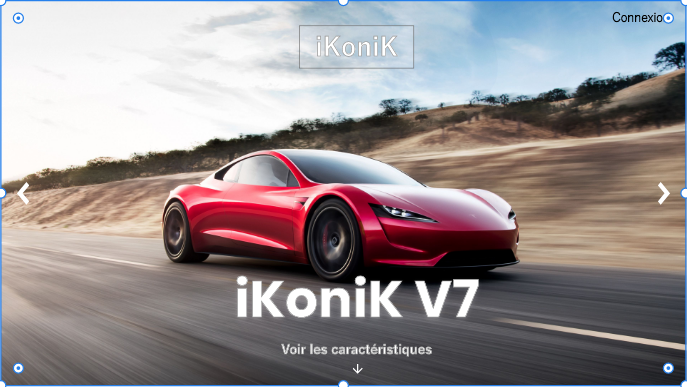 Connexio
iKoniK
iKoniK V7
Voir les caractéristiques